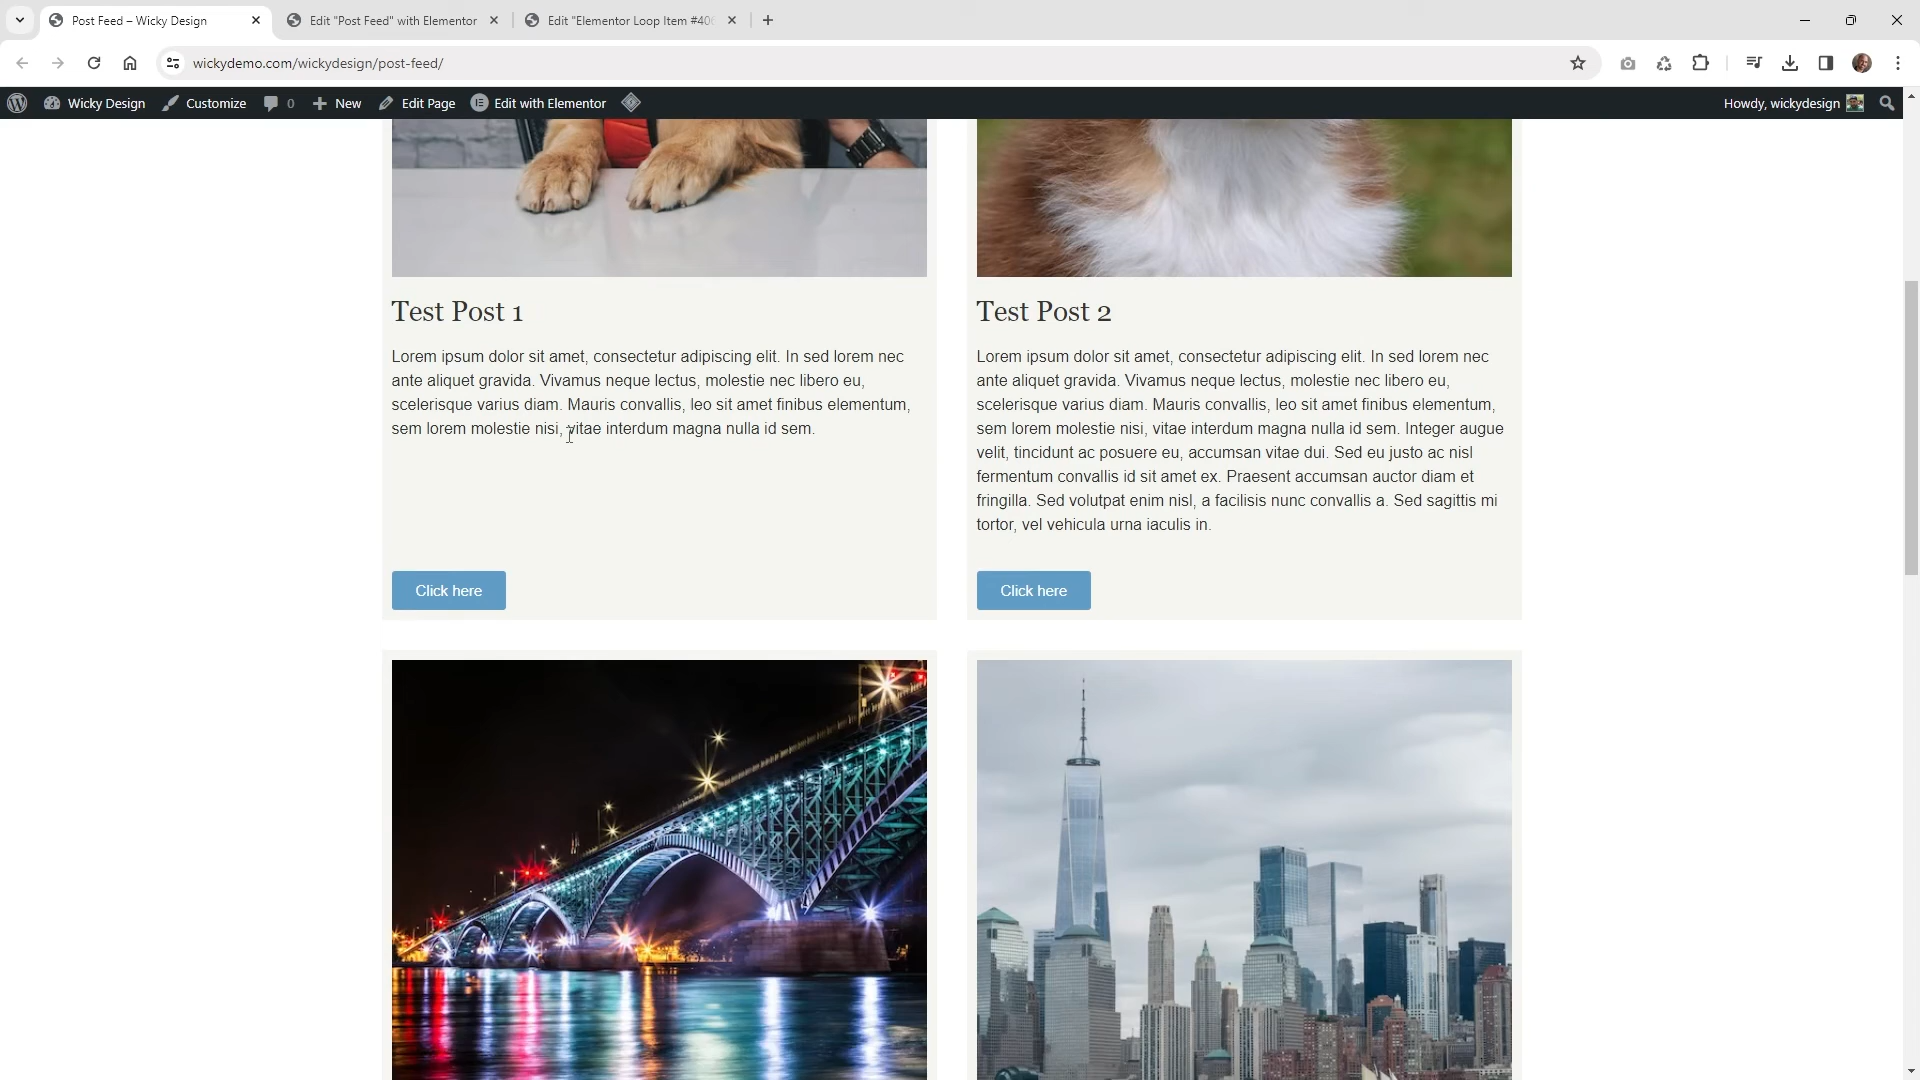 Post Feed – Wicky Design
Edit "Post Feed" with Elementor
Edit "Elementor Loop Item #40
wickydemo.com/wickydesign/post-feed/
Wicky Design
Customize
0
New
Edit Page
Edit with Elementor
Howdy, wickydesign
Test Post 1
Lorem ipsum dolor sit amet, consectetur adipiscing elit. In sed lorem nec
ante aliquet gravida. Vivamus neque lectus, molestie nec libero eu,
scelerisque varius diam. Mauris convallis, leo sit amet finibus elementum,
sem lorem molestie nisi, vitae interdum magna nulla id sem.
Click here
Test Post 2
Lorem ipsum dolor sit amet, consectetur adipiscing elit. In sed lorem nec
ante aliquet gravida. Vivamus neque lectus, molestie nec libero eu,
scelerisque varius diam. Mauris convallis, leo sit amet finibus elementum,
sem lorem molestie nisi, vitae interdum magna nulla id sem. Integer augue
velit, tincidunt ac posuere eu, accumsan vitae dui. Sed eu justo ac nisl
fermentum convallis id sit amet ex. Praesent accumsan auctor diam et
fringilla. Sed volutpat enim nisl, a facilisis nunc convallis a. Sed sagittis mi
tortor, vel vehicula urna iaculis in.
Click here